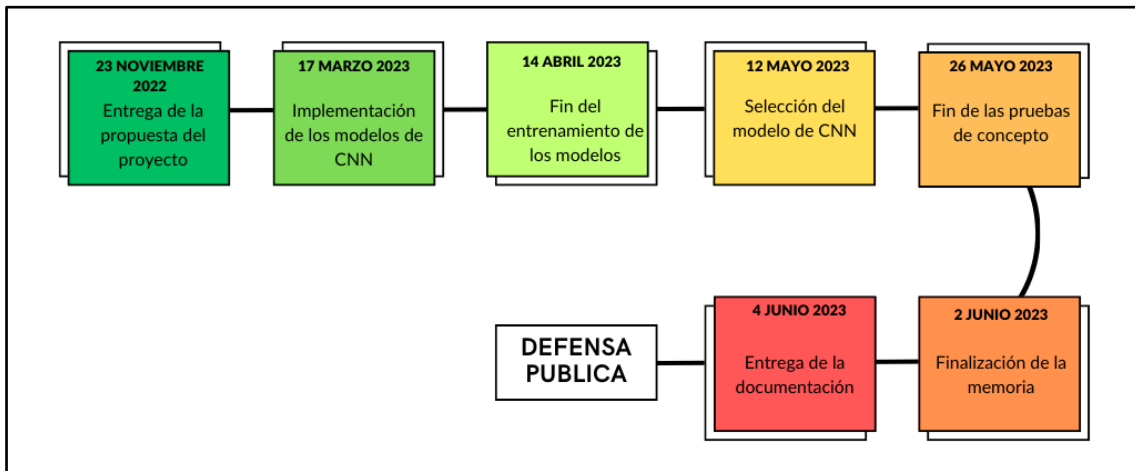 23 NOVIEMBRE
2022
Entrega de la
propuesta del
proyecto
17 MARZO 2023
Implementación
de los modelos de
CNN
14 ABRIL 2023
Fin del
entrenamiento de
los modelos
12 MAYO 2023
Selección del
modelo de CNN
26 MAYO 2023
Fin de las pruebas
de concepto
2 JUNIO 2023
Finalización de la
memoria
4 JUNIO 2023
Entrega de la
documentación
DEFENSA
PUBLICA